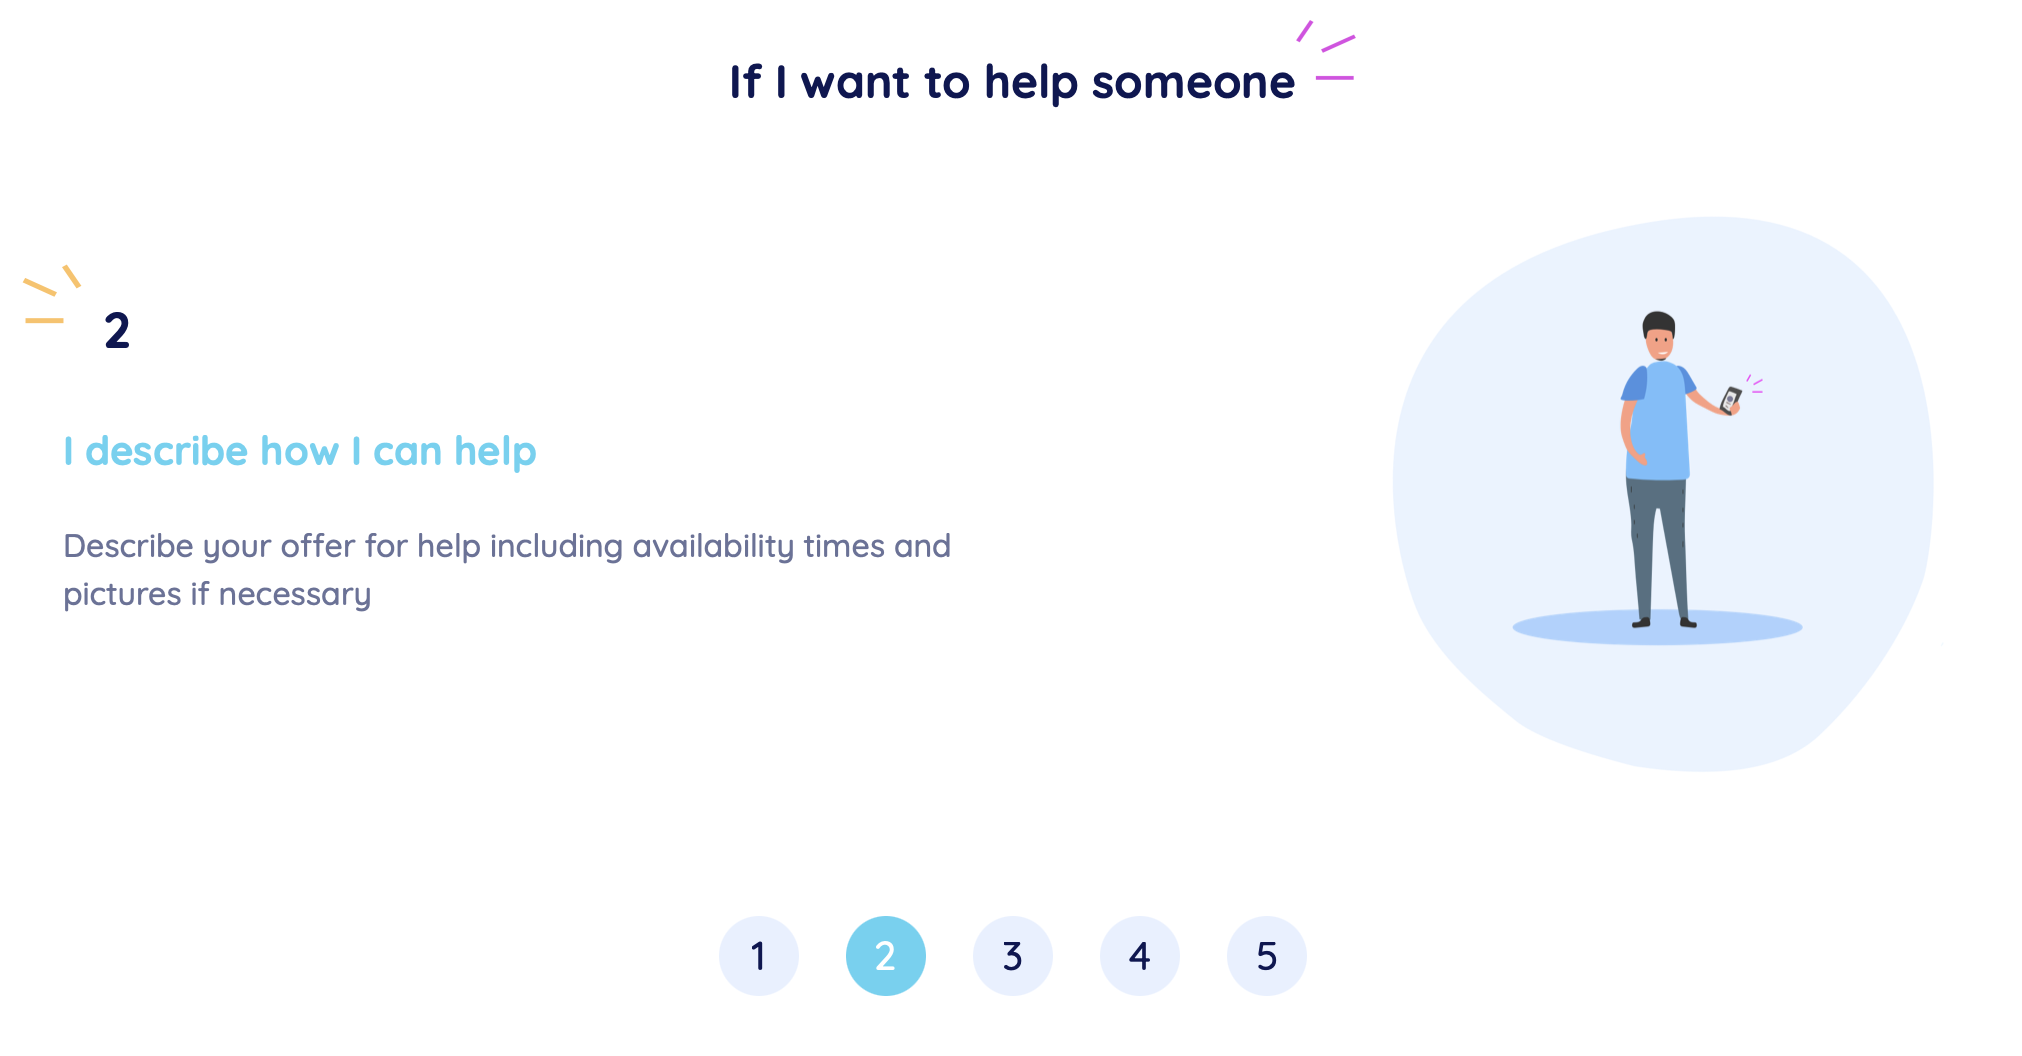 If I want to help someone
2
I describe how I can help
Describe your offer for help including availability times and
pictures if necessary
1 2 3 4 5